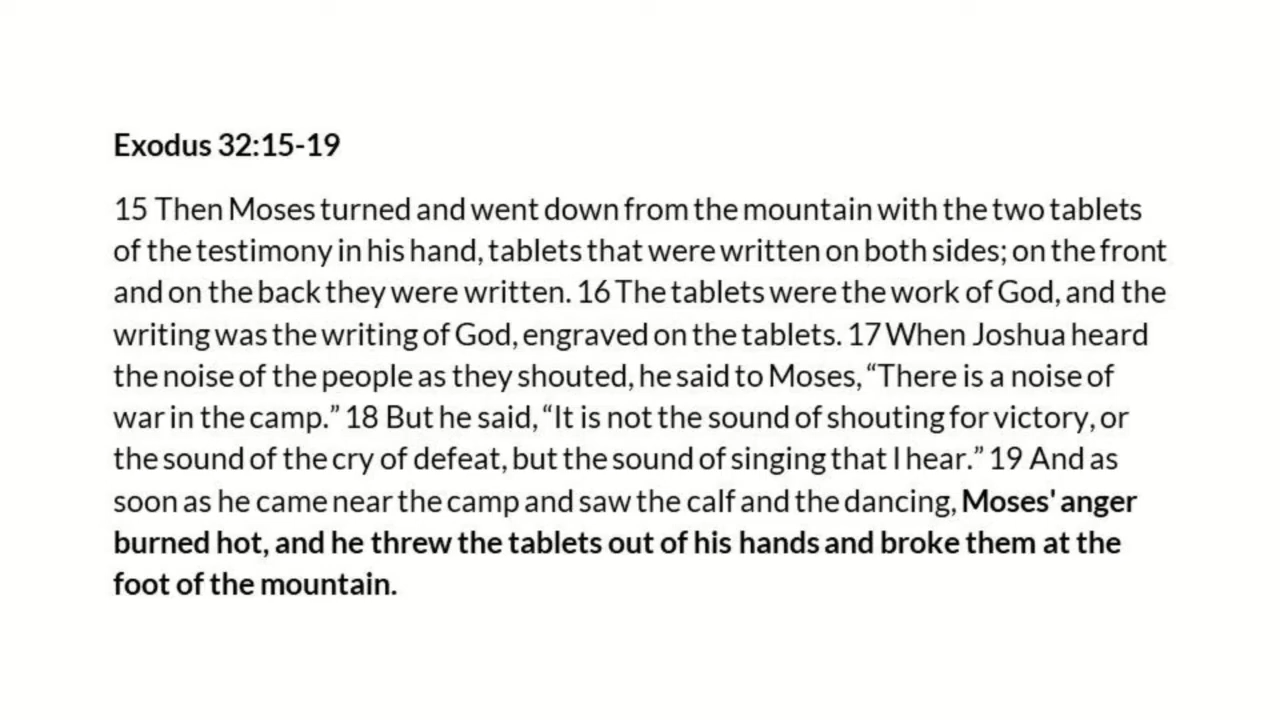 Exodus 32:15-19
15 Then Moses turned and went down from the mountain with the two tablets
of the testimony in his hand, tablets that were written on both sides; on the front
and on the back they were written. 16 The tablets were the work of God, and the
writing was the writing of God, engraved on the tablets. 17 When Joshua heard
the noise of the people as they shouted, he said to Moses, “There is a noise of
war in the camp.” 18 But he said, “It is not the sound of shouting for victory, or
the sound of the cry of defeat, but the sound of singing that I hear.” 19 And as
soon as he came near the camp and saw the calf and the dancing, Moses' anger
burned hot, and he threw the tablets out of his hands and broke them at the
foot of the mountain.